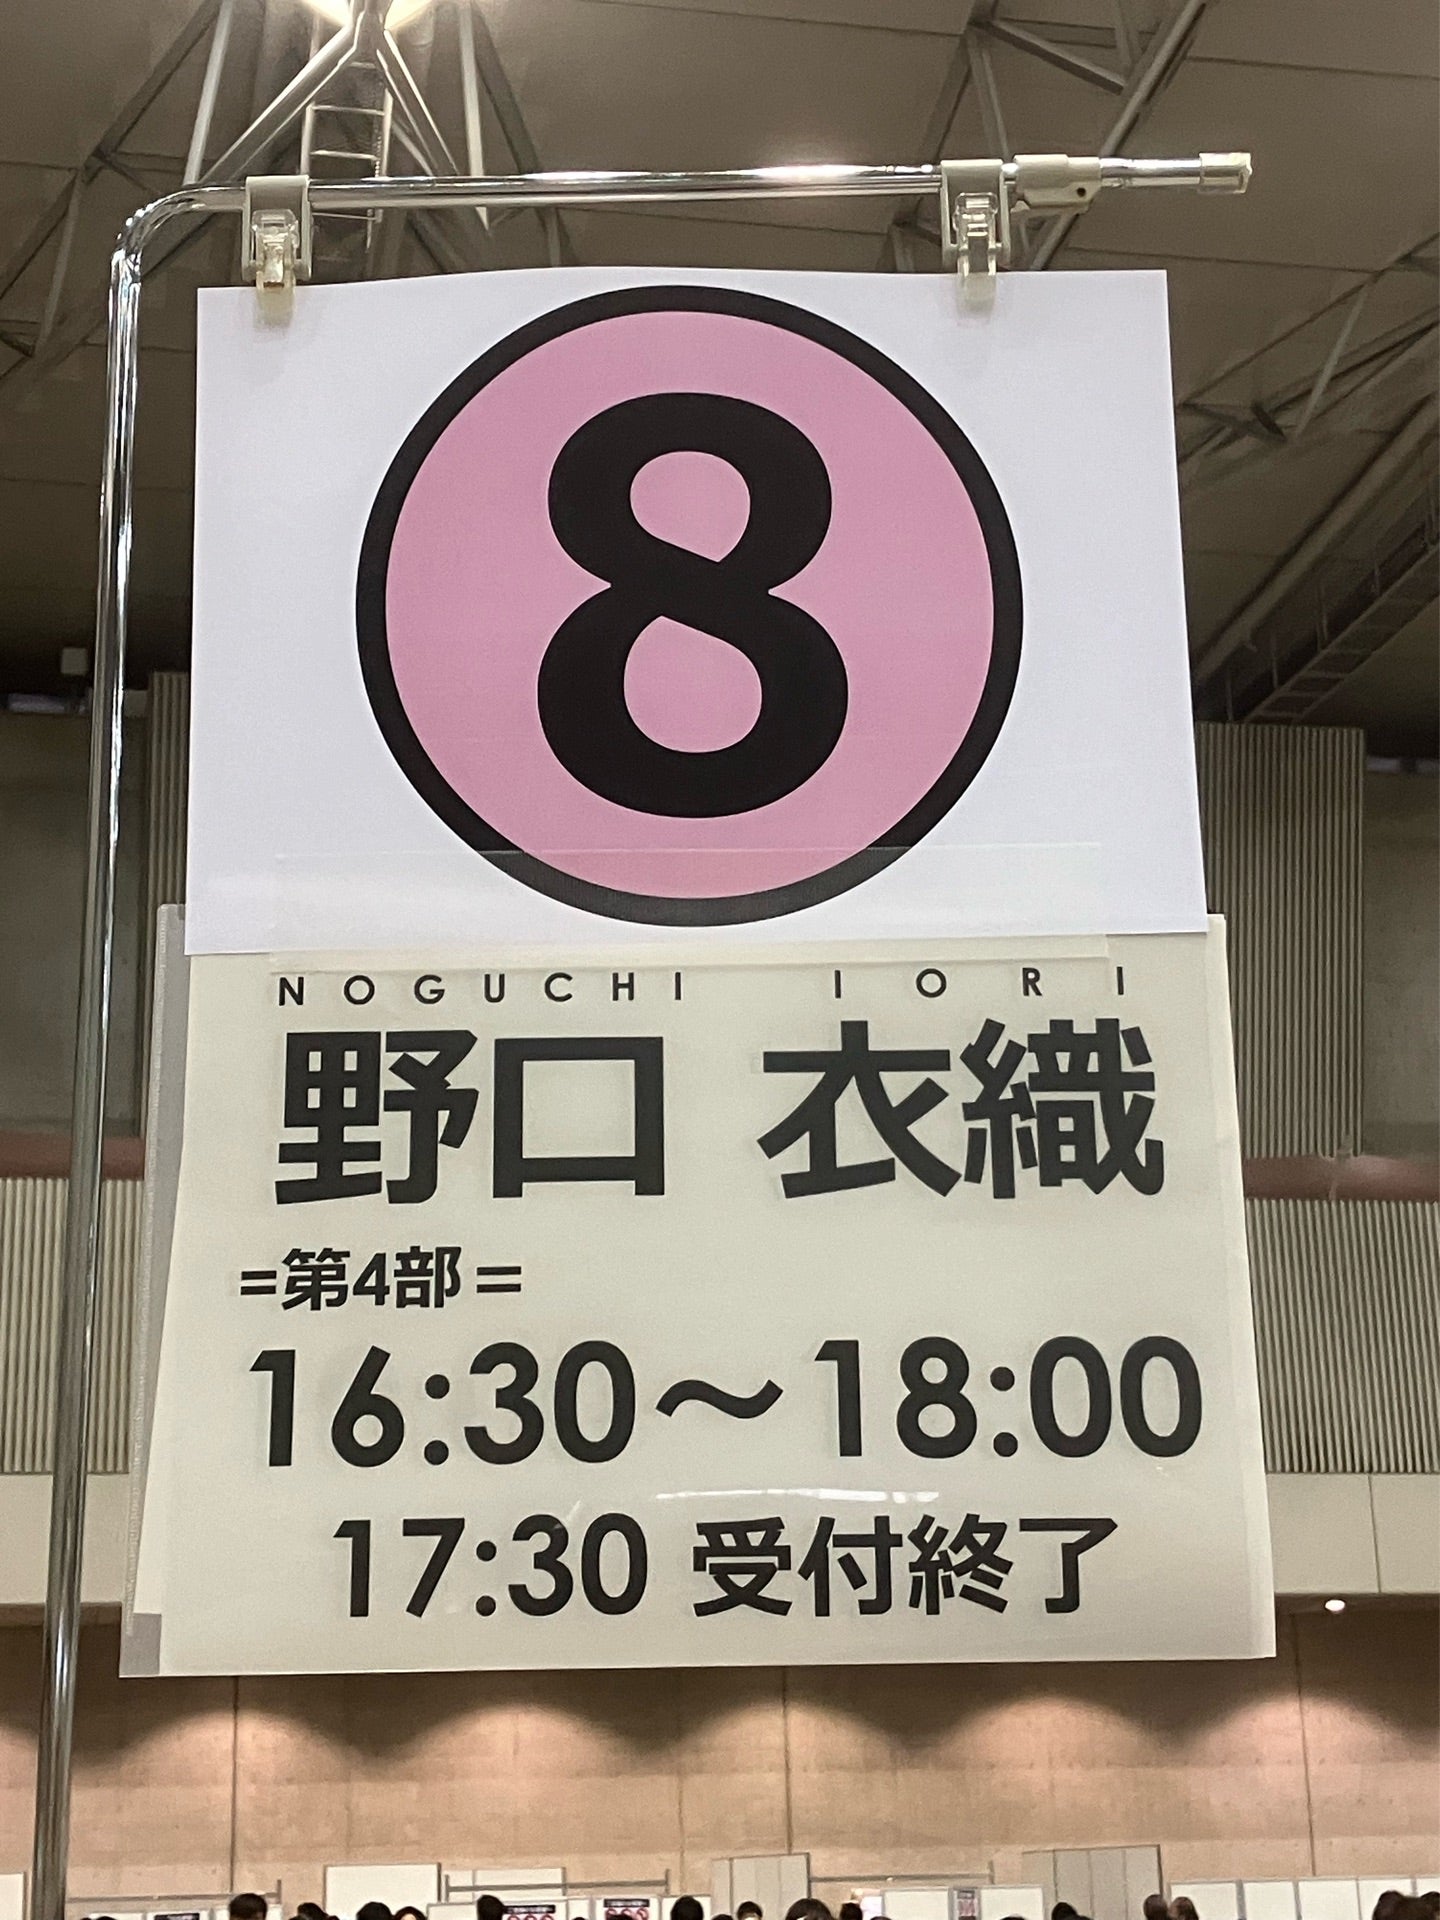 8
NOGUCHI IORI
野口 衣織
=第4部=
16:30～18:00
17:30 受付終了